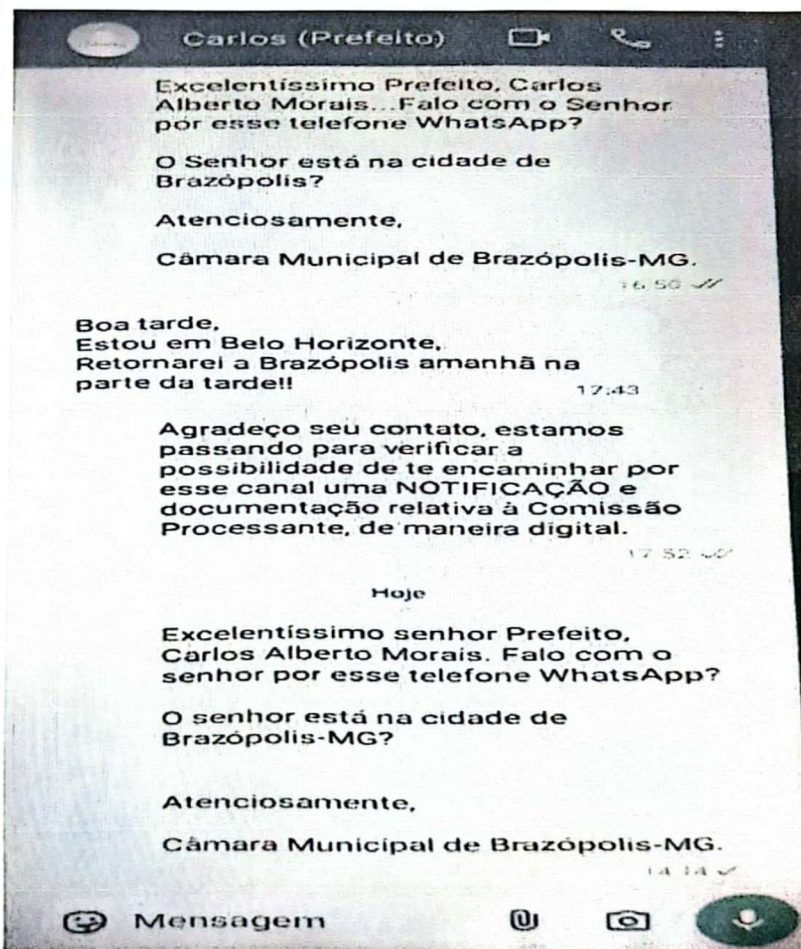 Carlos (Prefeito)
Excelentíssimo Prefeito, Carlos
Alberto Morais...Falo com o Senhor
por esse telefone WhatsApp?
O Senhor está na cidade de
Brazópolis?
Atenciosamente,
Câmara Municipal de Brazópolis-MG.
16:50
Boa tarde,
Estou em Belo Horizonte,
Retornarei a Brazópolis amanhã na
parte da tarde!!
17:43
Agradeço seu contato, estamos
passando para verificar a
possibilidade de te encaminhar por
esse canal uma NOTIFICAÇÃO e
documentação relativa à Comissão
Processante, de maneira digital.
17:52
Hoje
Excelentíssimo senhor Prefeito,
Carlos Alberto Morais. Falo com o
senhor por esse telefone WhatsApp?
O senhor está na cidade de
Brazópolis-MG?
Atenciosamente,
Câmara Municipal de Brazópolis-MG.
14:14
Mensagem